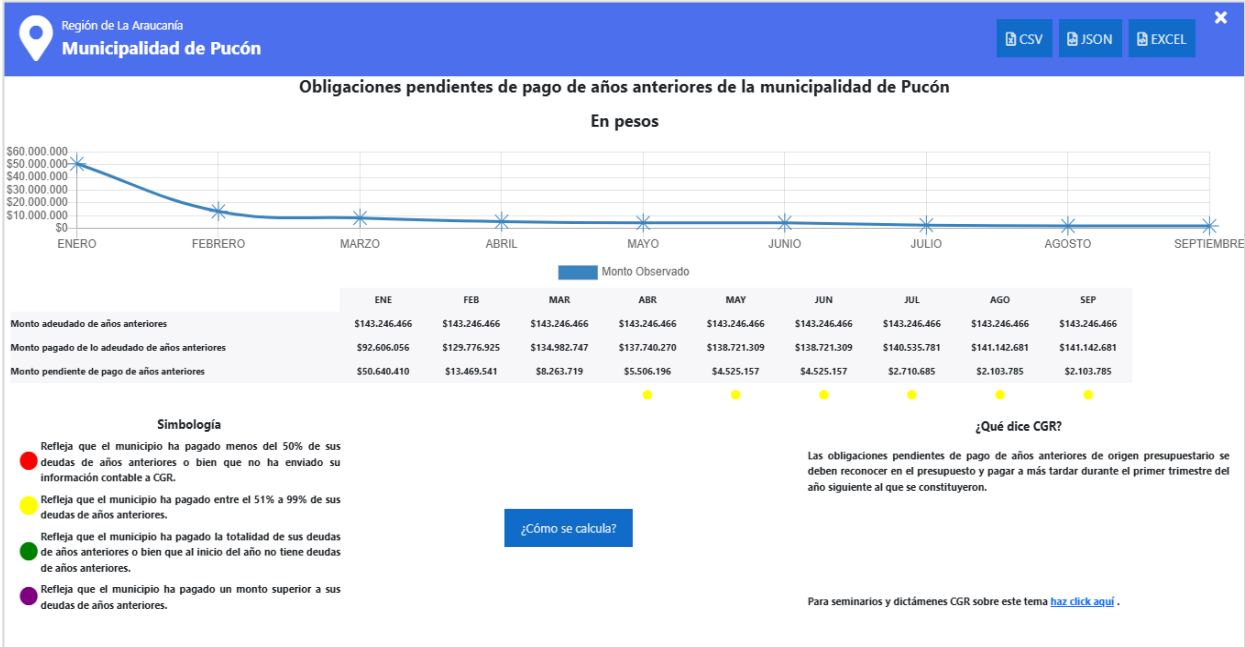 Región de La Araucanía
Municipalidad de Pucón
CSV JSON EXCEL
Obligaciones pendientes de pago de años anteriores de la municipalidad de Pucón
En pesos
$60.000.000
$50.000.000
$40.000.000
$30.000.000
$20.000.000
$10.000.000
$0
ENERO FEBRERO MARZO ABRIL MAYO JUNIO JULIO AGOSTO SEPTIEMBRE
Monto Observado
ENE FEB MAR ABR MAY JUN JUL AGO SEP
Monto adeudado de años anteriores $143.246.466 $143.246.466 $143.246.466 $143.246.466 $143.246.466 $143.246.466 $143.246.466 $143.246.466 $143.246.466
Monto pagado de lo adeudado de años anteriores $92.606.056 $129.776.925 $134.982.747 $137.740.270 $138.721.309 $138.721.309 $140.535.781 $141.142.681 $141.142.681
Monto pendiente de pago de años anteriores $50.640.410 $13.469.541 $8.263.719 $5.506.196 $4.525.157 $4.525.157 $2.710.685 $2.103.785 $2.103.785
Simbología
Refleja que el municipio ha pagado menos del 50% de sus
deudas de años anteriores o bien que no ha enviado su
información contable a CGR.
Refleja que el municipio ha pagado entre el 51% a 99% de sus
deudas de años anteriores.
Refleja que el municipio ha pagado la totalidad de sus deudas
de años anteriores o bien que al inicio del año no tiene deudas
de años anteriores.
Refleja que el municipio ha pagado un monto superior a sus
deudas de años anteriores.
¿Cómo se calcula?
¿Qué dice CGR?
Las obligaciones pendientes de pago de años anteriores de origen presupuestario se
deben reconocer en el presupuesto y pagar a más tardar durante el primer trimestre del
año siguiente al que se constituyeron.
Para seminarios y dictámenes CGR sobre este tema haz click aquí .